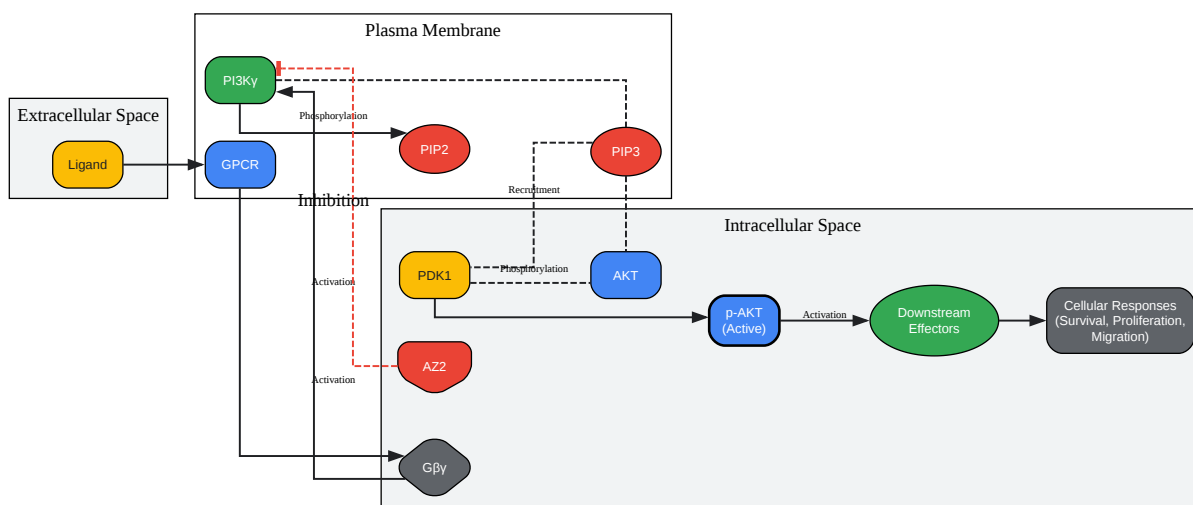 Plasma Membrane
PI3Kγ
Extracellular Space
Phosphorylation
Ligand
GPCR
PIP2
PIP3
Recruitment
Inhibition
Intracellular Space
PDK1
Phosphorylation
AKT
Activation
p-AKT
(Active)
Activation
Downstream
Effectors
Cellular Responses
(Survival, Proliferation,
Migration)
AZ2
Activation
Gβγ